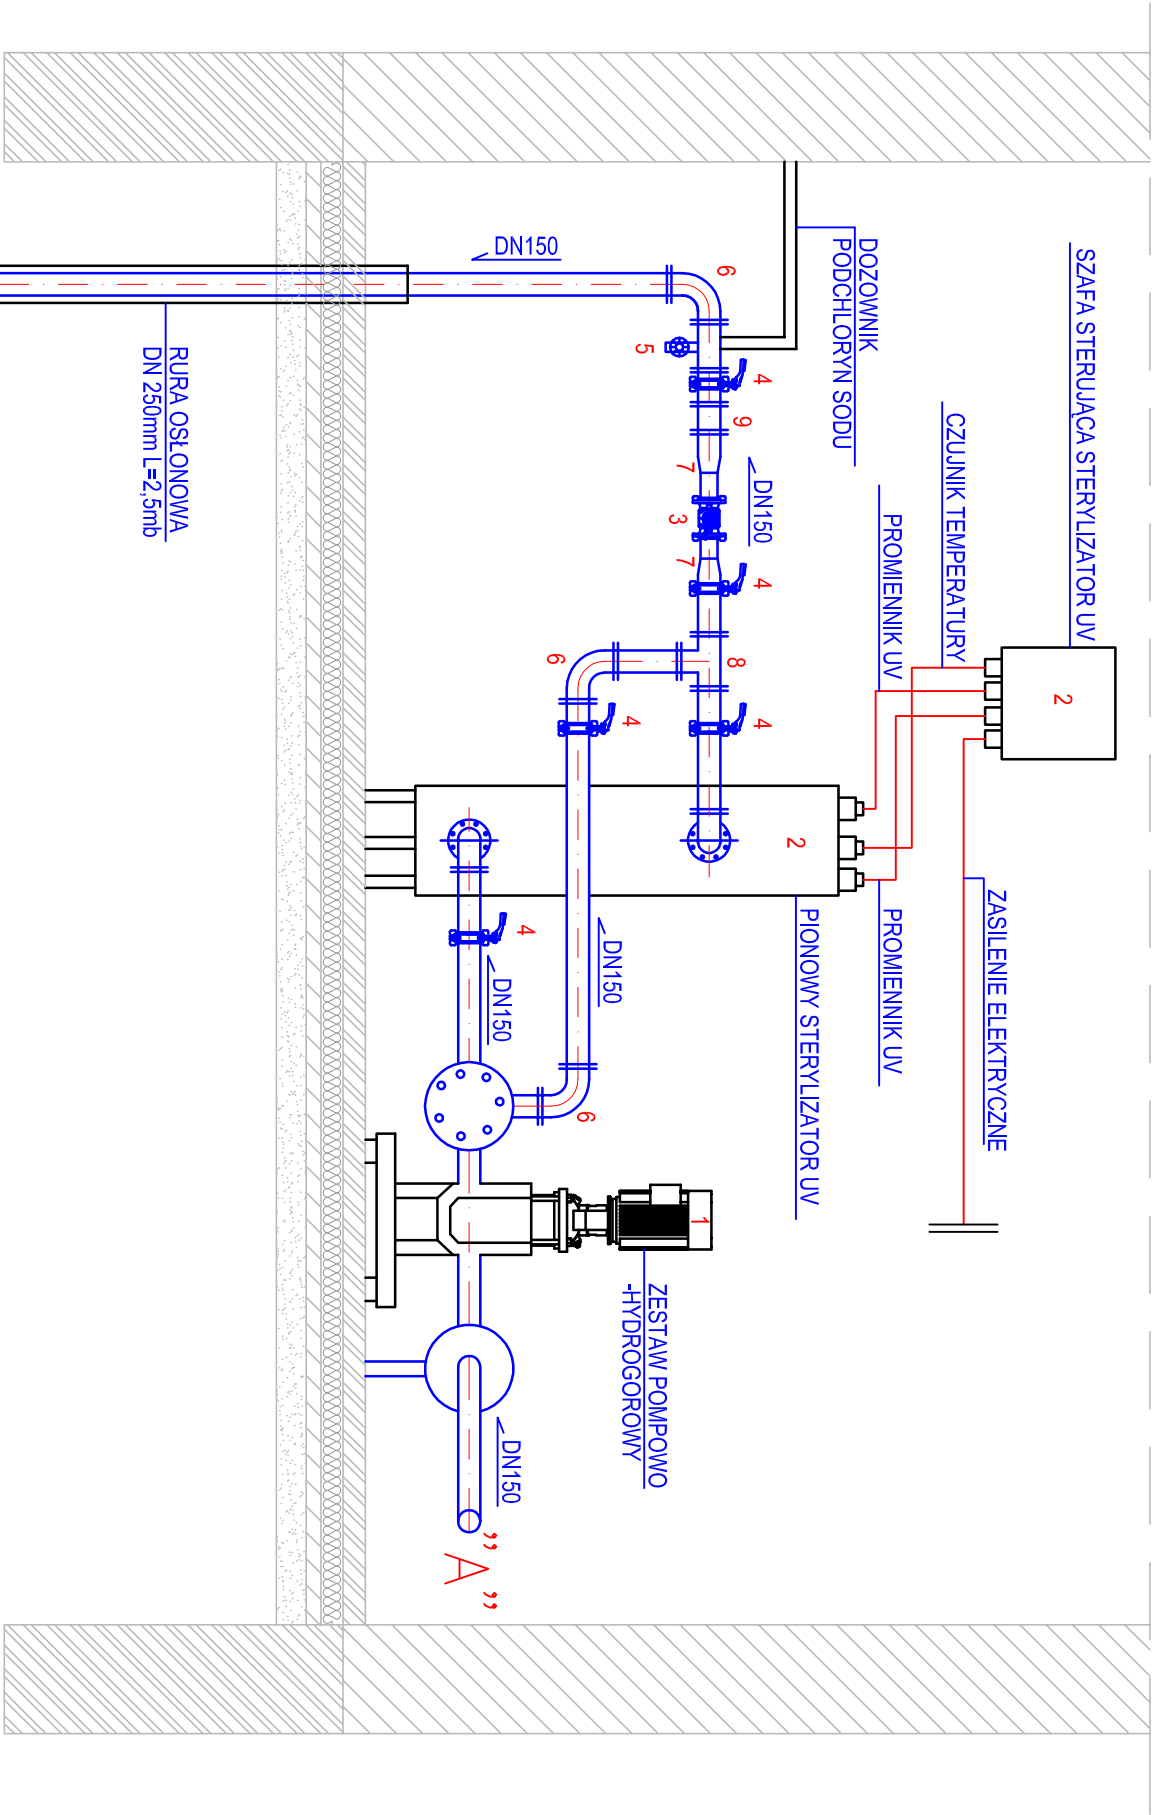 SZAFA STERUJĄCA STERYLIZATOR UV
2
CZUJNIK TEMPERATURY
PROMIENNIK UV
ZASILENIE ELEKTRYCZNE
PROMIENNIK UV
DOZOWNIK
PODCHLORYN SODU
2
PIONOWY STERYLIZATOR UV
6
5
4
9
7
DN150
3
7
4
8
4
DN150
6
4
DN150
6
1
ZESTAW POMPOWO
-HYDROGOROWY
4
DN150
DN150
„A”
RURA OSŁONOWA
DN 250mm L=2,5mb